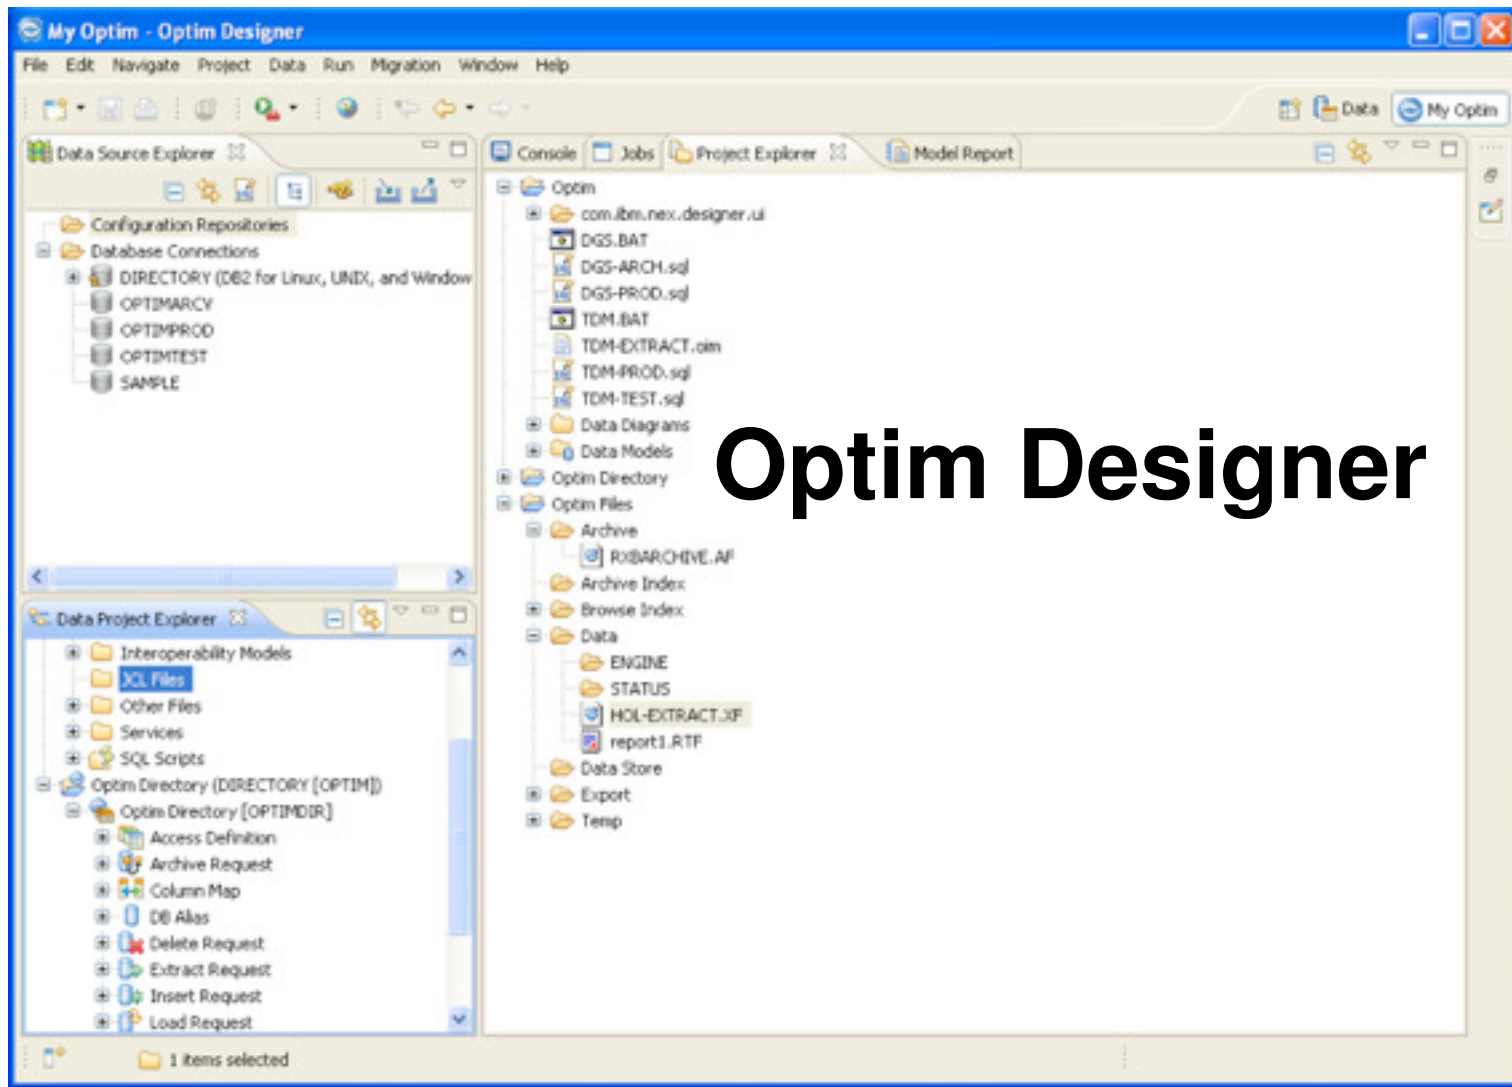 My Optim - Optim Designer
File Edit Navigate Project Data Run Migration Window Help
Data My Optim
Data Source Explorer
Configuration Repositories
Database Connections
DIRECTORY (DB2 for Linux, UNIX, and Window
OPTIMARCV
OPTIMPROD
OPTIMTEST
SAMPLE
Data Project Explorer
Interoperability Models
JCL Files
Other Files
Services
SQL Scripts
Optim Directory (DIRECTORY [OPTIM])
Optim Directory [OPTIMDIR]
Access Definition
Archive Request
Column Map
DB Alias
Delete Request
Extract Request
Insert Request
Load Request
Console Jobs Project Explorer Model Report
Optim
com.ibm.nex.designer.ui
DGS.BAT
DGS-ARCH.sql
DGS-PROD.sql
TDM.BAT
TDM-EXTRACT.oim
TDM-PROD.sql
TDM-TEST.sql
Data Diagrams
Data Models
Optim Directory
Optim Files
Archive
RXBARCHIVE.AF
Archive Index
Browse Index
Data
ENGINE
STATUS
HOL-EXTRACT.XF
report1.RTF
Data Store
Export
Temp
Optim Designer
1 items selected